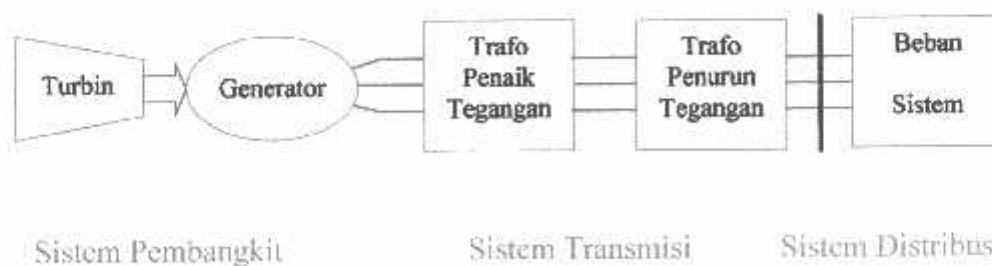 Turbin
Generator
Trafo
Penaik
Tegangan
Trafo
Penurun
Tegangan
Beban
Sistem
Sistem Pembangkit
Sistem Transmisi
Sistem Distribus